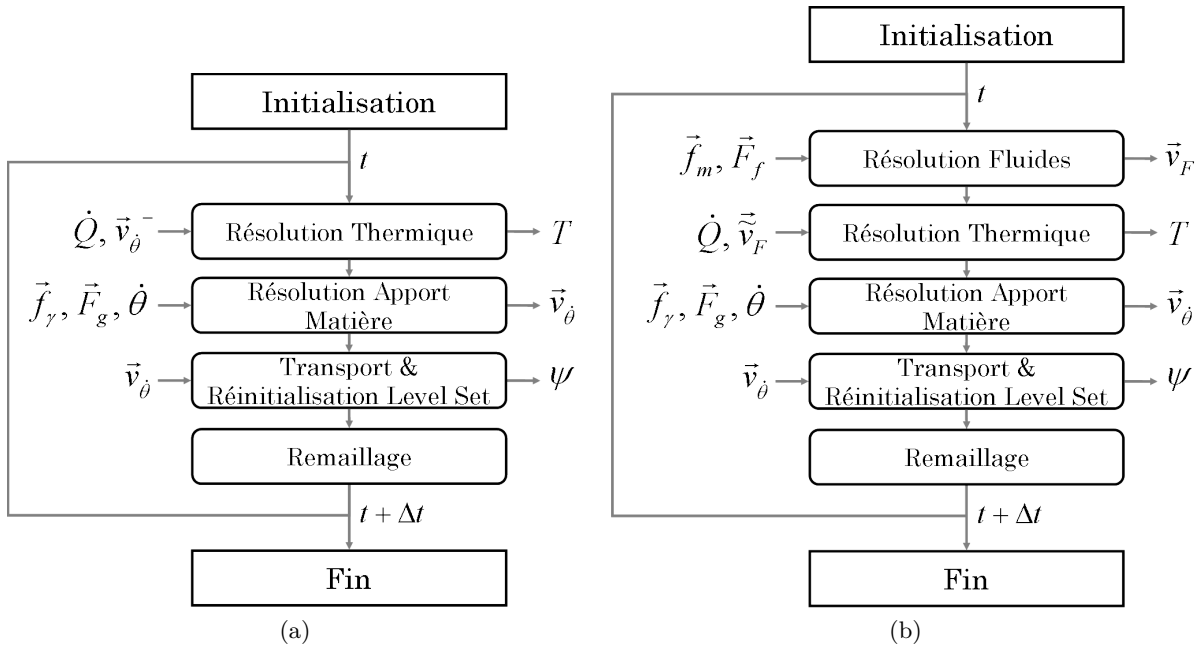 Initialisation
t
Q̇, v⃗_θ̇⁻
Résolution Thermique
T
f⃗_γ, F⃗_g, θ̇
Résolution Apport
Matière
v⃗_θ̇
v⃗_θ̇
Transport &
Réinitialisation Level Set
ψ
Remaillage
t + Δt
Fin
(a)
Initialisation
t
f⃗_m, F⃗_f
Résolution Fluides
v⃗_F
Q̇, ṽ⃗_F
Résolution Thermique
T
f⃗_γ, F⃗_g, θ̇
Résolution Apport
Matière
v⃗_θ̇
v⃗_θ̇
Transport &
Réinitialisation Level Set
ψ
Remaillage
t + Δt
Fin
(b)